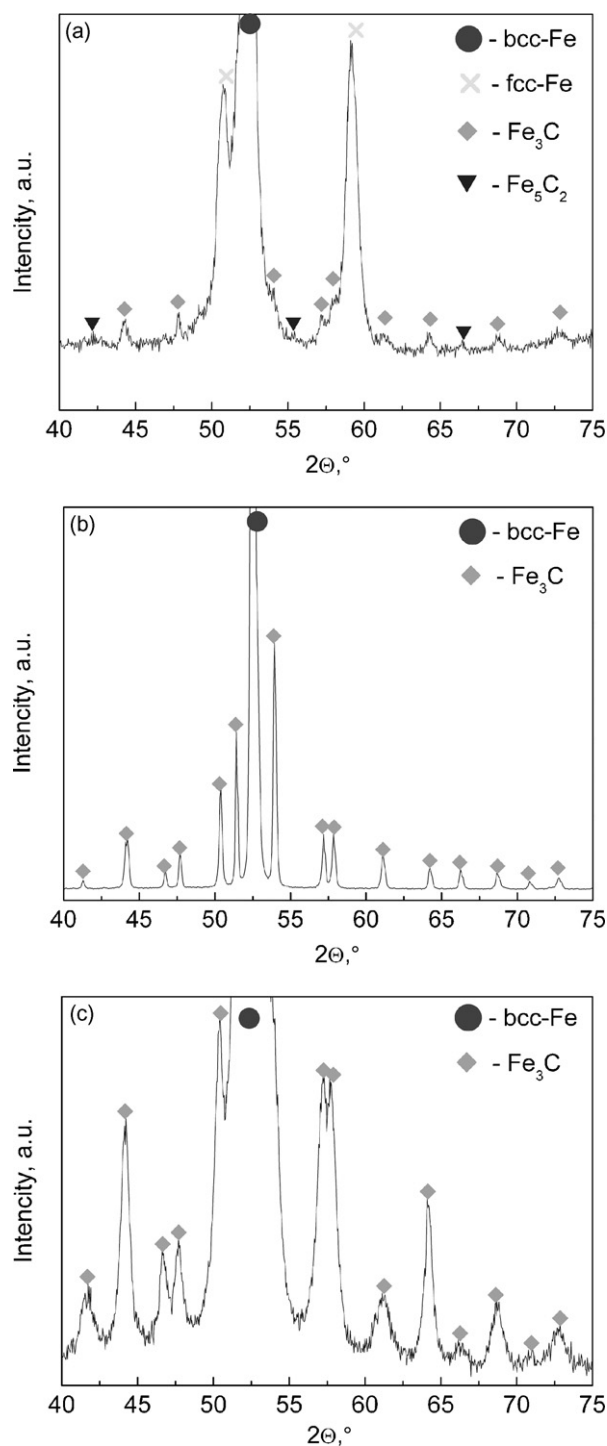 (a)
- bcc-Fe
- fcc-Fe
- Fe₃C
- Fe₅C₂
Intencity, a.u.
40 45 50 55 60 65 70 75
2Θ,°
(b)
- bcc-Fe
- Fe₃C
Intencity, a.u.
40 45 50 55 60 65 70 75
2Θ,°
(c)
- bcc-Fe
- Fe₃C
Intencity, a.u.
40 45 50 55 60 65 70 75
2Θ,°